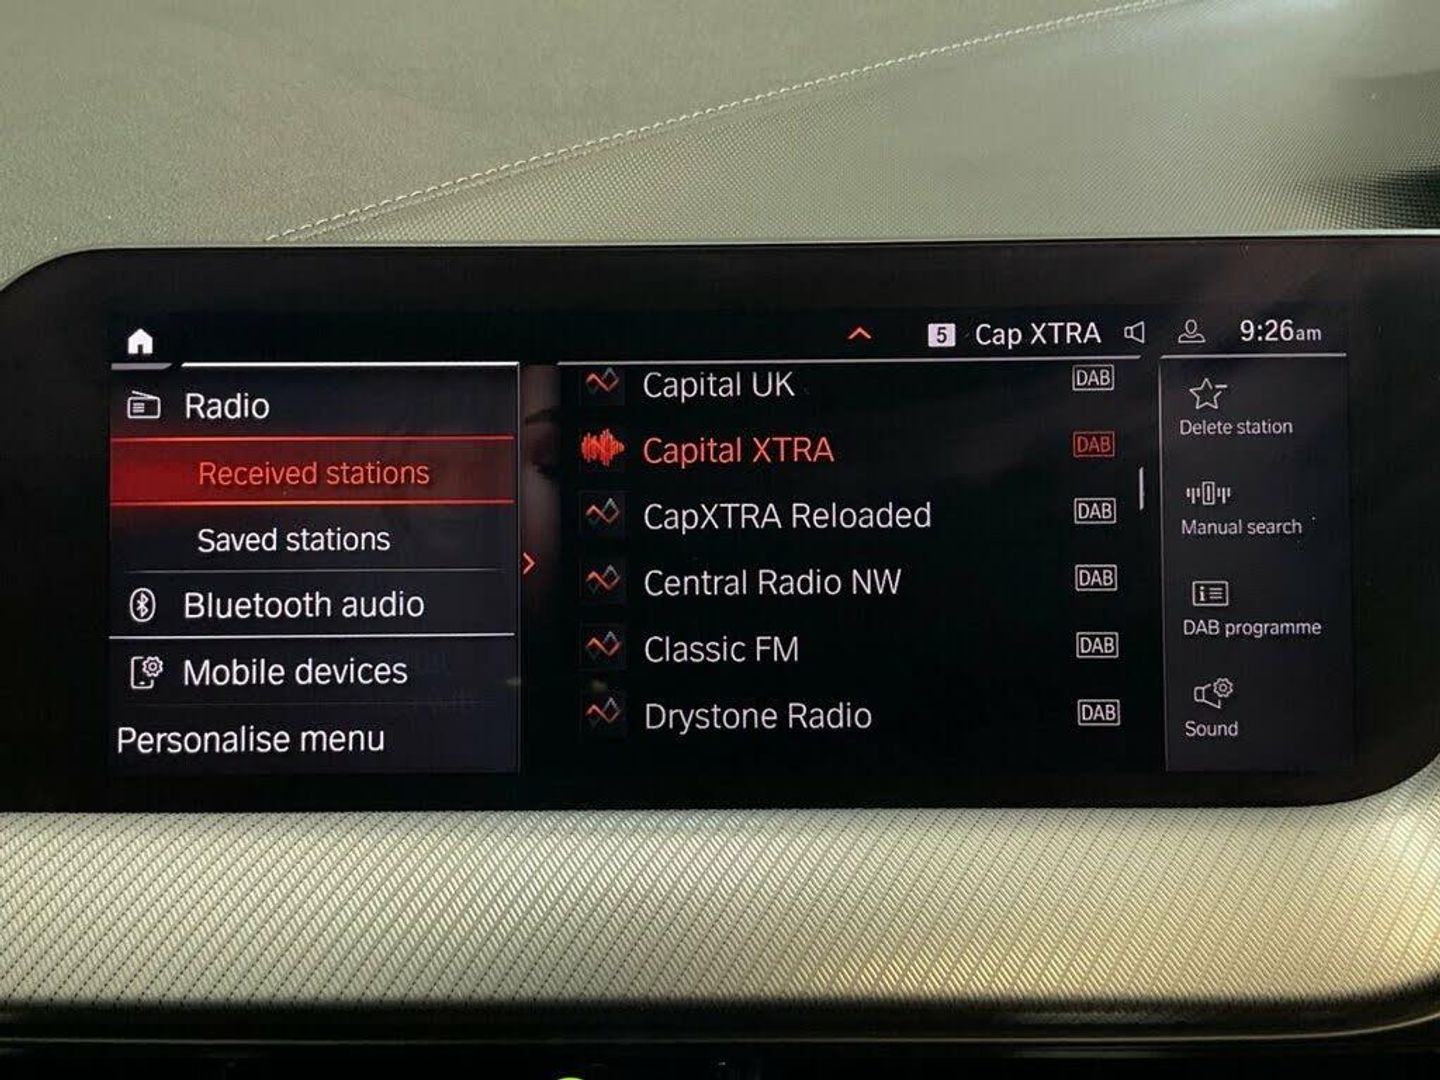 5 Cap XTRA 9:26am
Radio
Received stations
Saved stations
Bluetooth audio
Mobile devices
Personalise menu
Capital UK DAB
Capital XTRA DAB
CapXTRA Reloaded DAB
Central Radio NW DAB
Classic FM DAB
Drystone Radio DAB
Delete station
Manual search
DAB programme
Sound